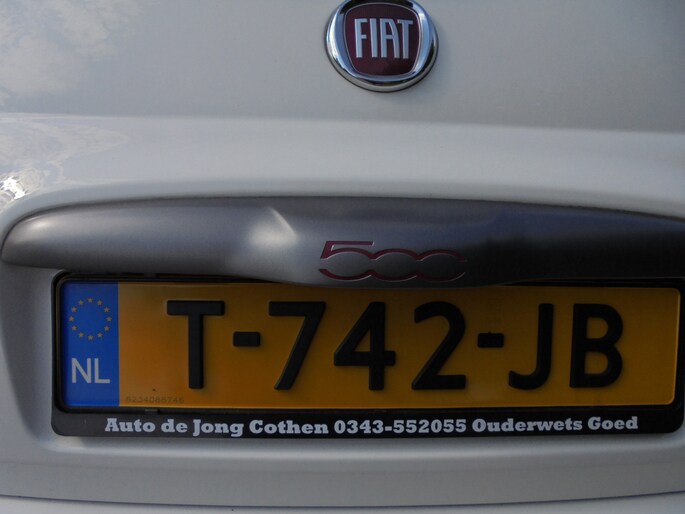 FIAT
500
NL
T-742-JB
Auto de Jong Cothen 0343-552055 Ouderwets Goed